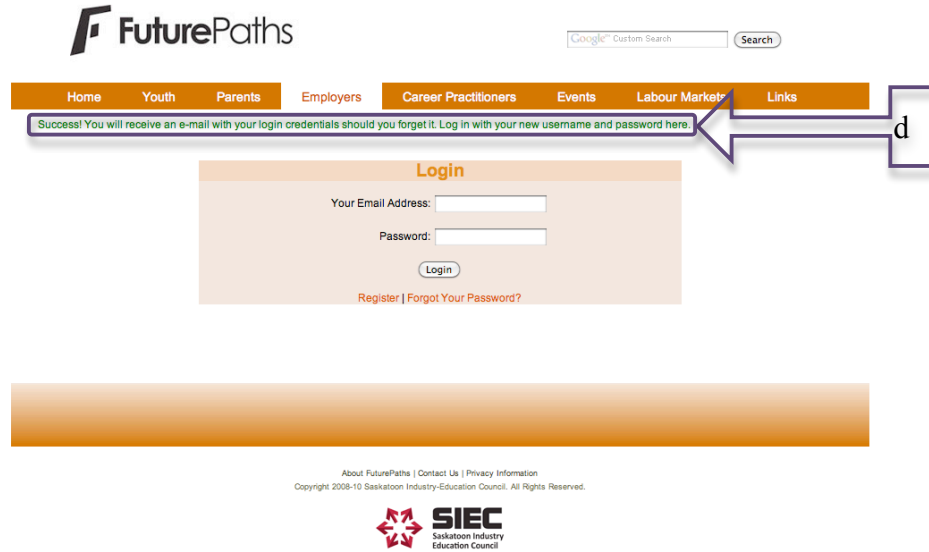 FuturePaths
Google™ Custom Search Search
Home Youth Parents Employers Career Practitioners Events Labour Markets Links
Success! You will receive an e-mail with your login credentials should you forget it. Log in with your new username and password here.
d
Login
Your Email Address:
Password:
Login
Register | Forgot Your Password?
About FuturePaths | Contact Us | Privacy Information
Copyright 2008-10 Saskatoon Industry-Education Council. All Rights Reserved.
SIEC
Saskatoon Industry
Education Council